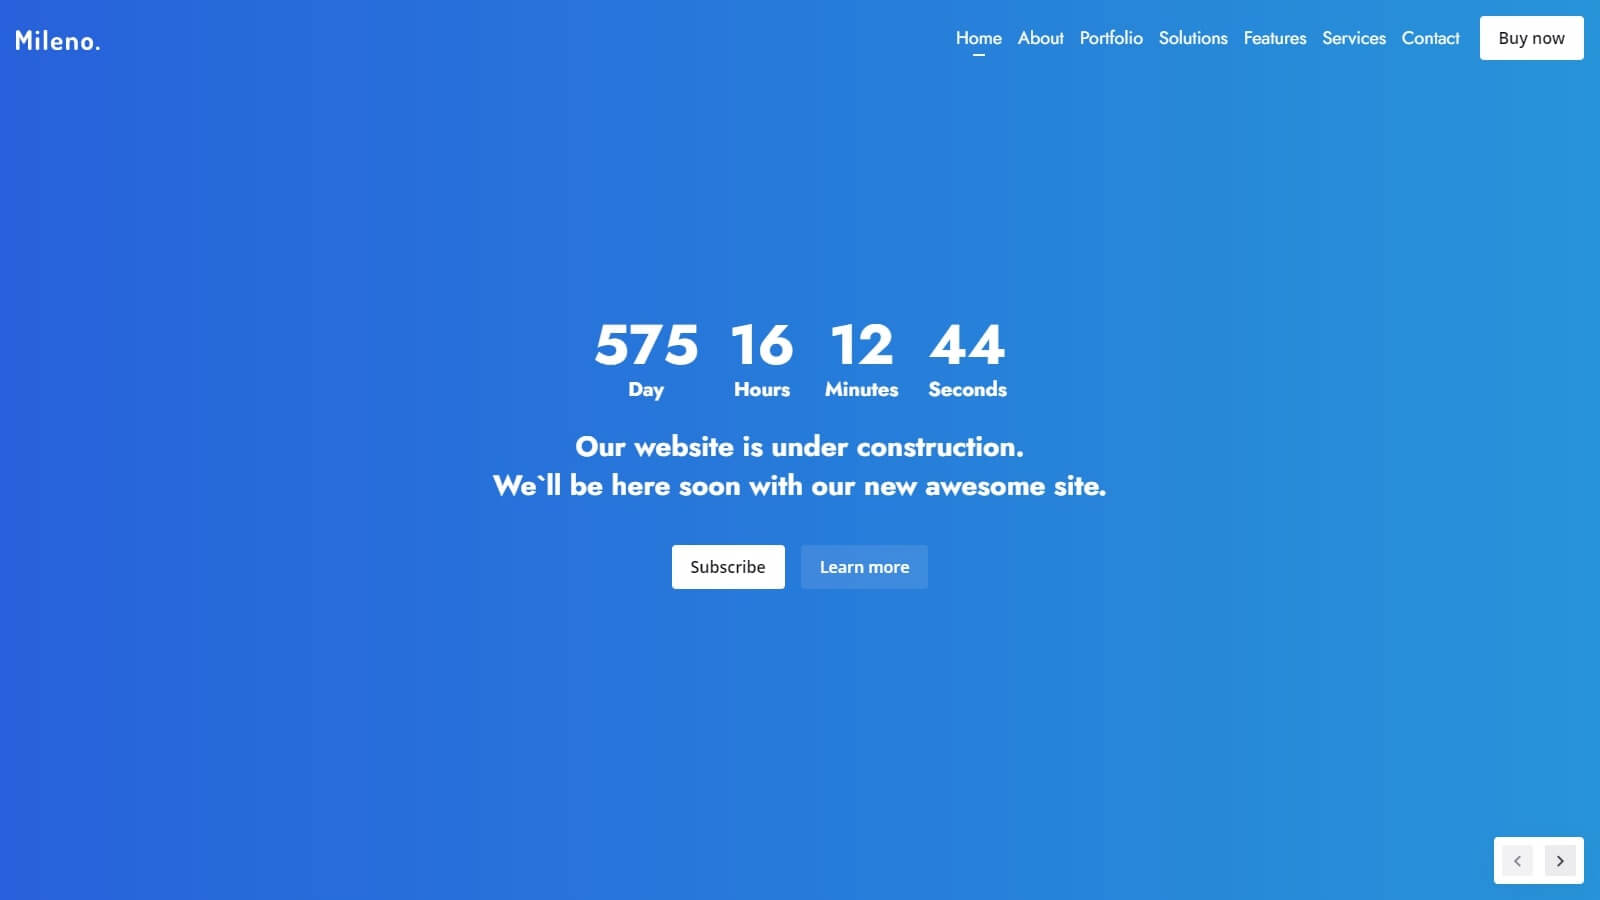 Mileno.
Home About Portfolio Solutions Features Services Contact Buy now
575 16 12 44
Day Hours Minutes Seconds
Our website is under construction.
We`ll be here soon with our new awesome site.
Subscribe Learn more